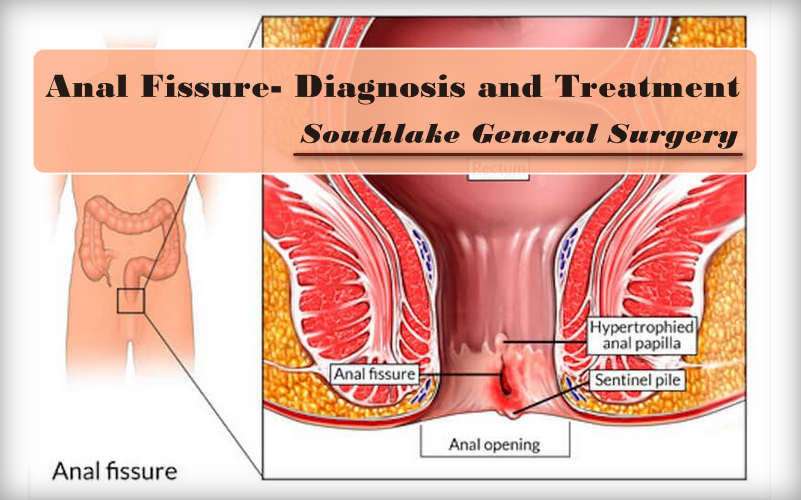 Anal Fissure- Diagnosis and Treatment
Southlake General Surgery
Rectum
Hypertrophied
anal papilla
Anal fissure
Sentinel pile
Anal opening
Anal fissure